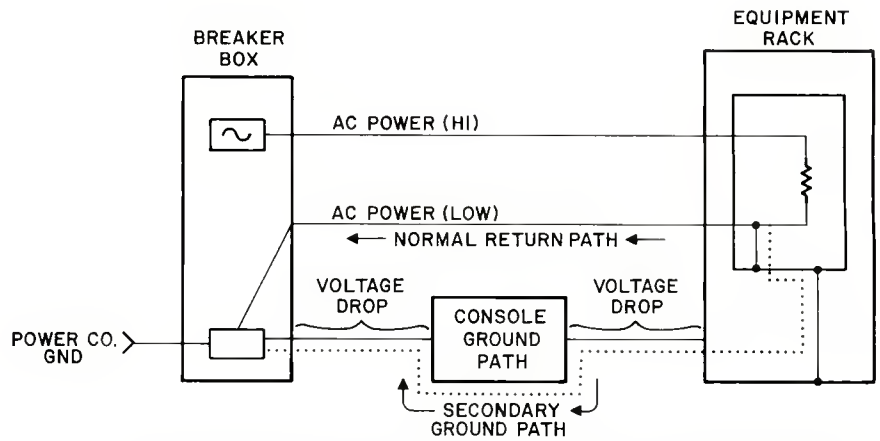 EQUIPMENT
RACK
BREAKER
BOX
AC POWER (HI)
AC POWER (LOW)
NORMAL RETURN PATH
VOLTAGE
DROP
VOLTAGE
DROP
CONSOLE
GROUND
PATH
POWER CO.
GND
SECONDARY
GROUND PATH